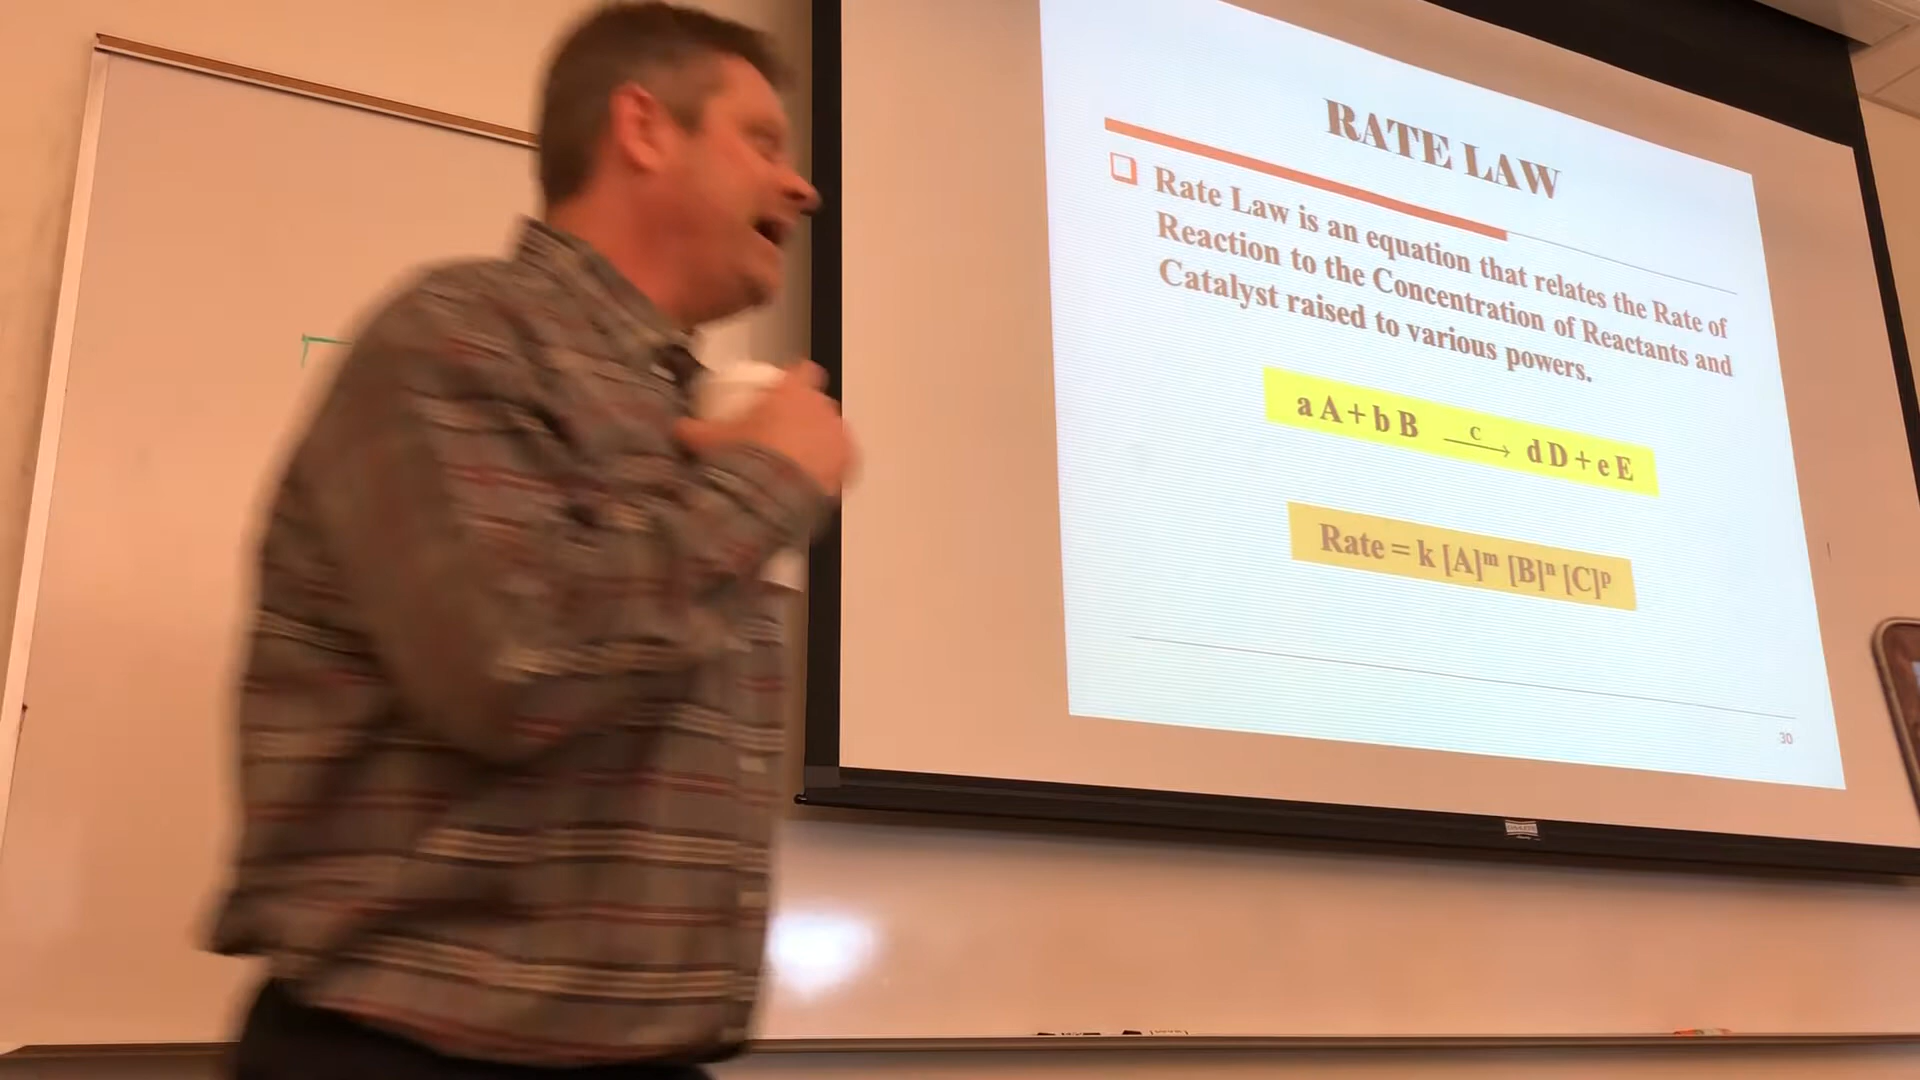 RATE LAW
Rate Law is an equation that relates the Rate of
Reaction to the Concentration of Reactants and
Catalyst raised to various powers.
a A + b B —C→ d D + e E
Rate = k [A]ᵐ [B]ⁿ [C]ᵖ
30